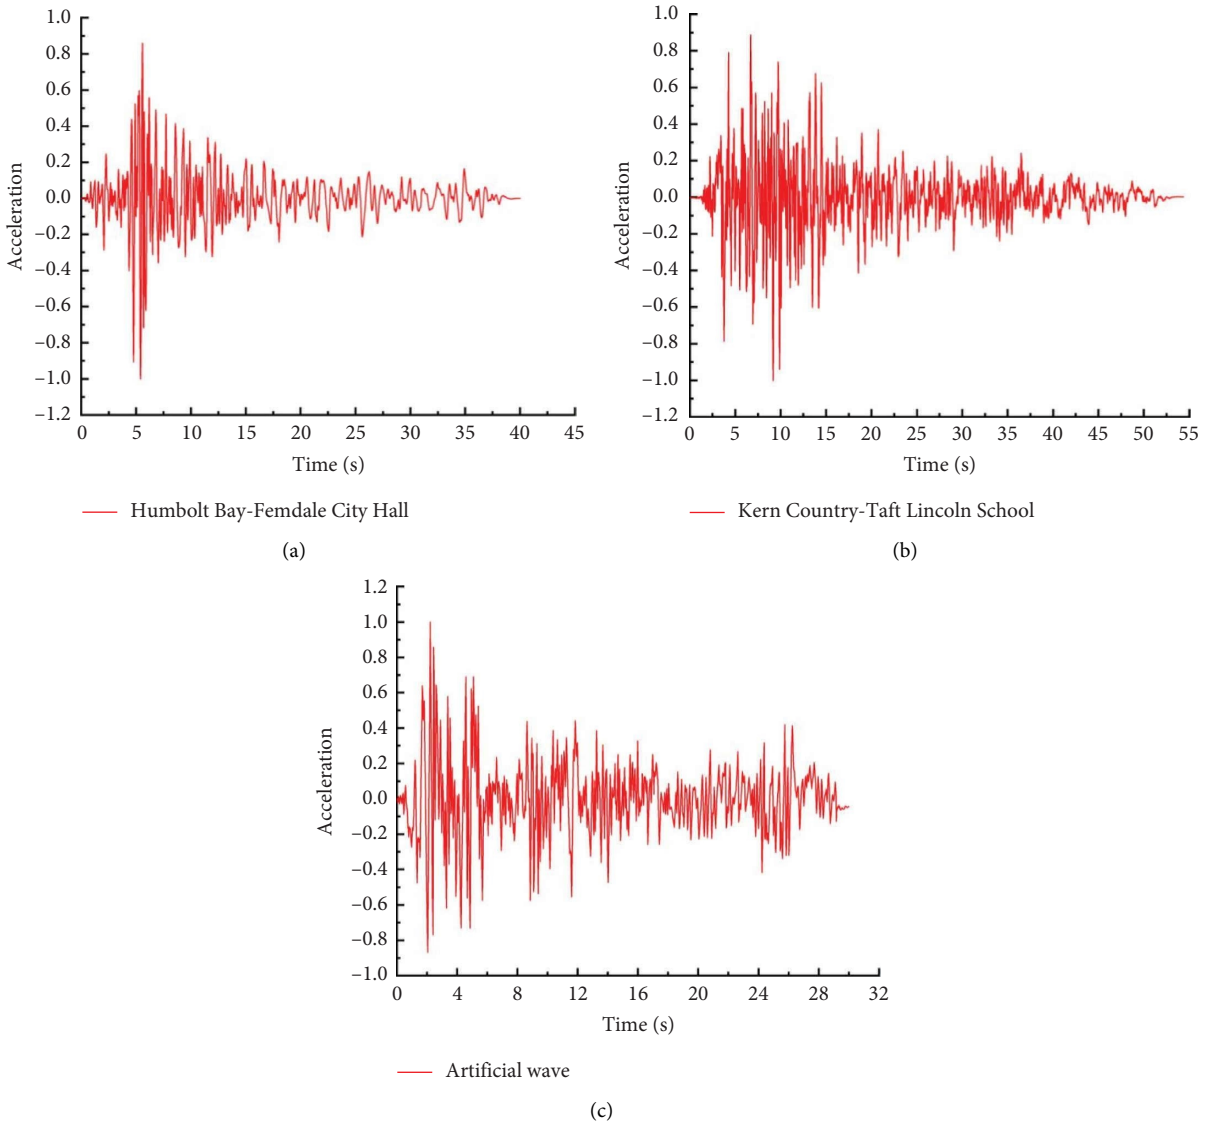 1.0
0.8
0.6
0.4
0.2
0.0
−0.2
−0.4
−0.6
−0.8
−1.0
−1.2
Acceleration
0 5 10 15 20 25 30 35 40 45
Time (s)
Humbolt Bay-Femdale City Hall
(a)
1.0
0.8
0.6
0.4
0.2
0.0
−0.2
−0.4
−0.6
−0.8
−1.0
−1.2
Acceleration
0 5 10 15 20 25 30 35 40 45 50 55
Time (s)
Kern Country-Taft Lincoln School
(b)
1.2
1.0
0.8
0.6
0.4
0.2
0.0
−0.2
−0.4
−0.6
−0.8
−1.0
Acceleration
0 4 8 12 16 20 24 28 32
Time (s)
Artificial wave
(c)